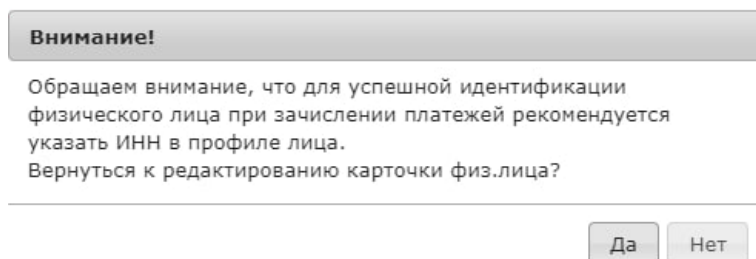 Внимание!
Обращаем внимание, что для успешной идентификации
физического лица при зачислении платежей рекомендуется
указать ИНН в профиле лица.
Вернуться к редактированию карточки физ.лица?
Да Нет